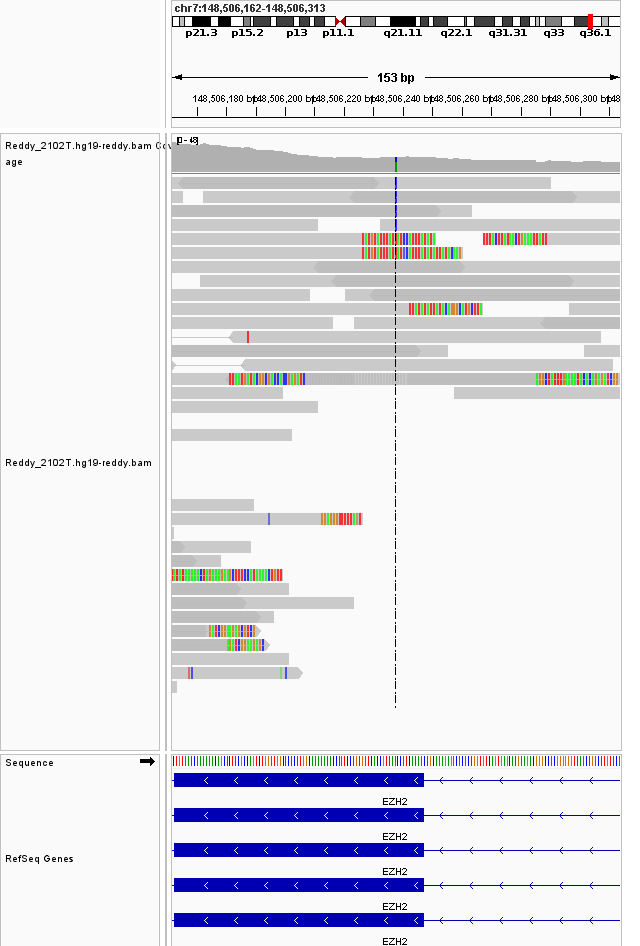 chr7:148,506,162-148,506,313
p21.3 p15.2 p13 p11.1 q21.11 q22.1 q31.31 q33 q36.1
153 bp
148,506,180 bp 148,506,200 bp 148,506,220 bp 148,506,240 bp 148,506,260 bp 148,506,280 bp 148,506,300 bp 148
Reddy_2102T.hg19-reddy.bam Cov
age
Reddy_2102T.hg19-reddy.bam
Sequence
EZH2
EZH2
RefSeq Genes
EZH2
EZH2
EZH2